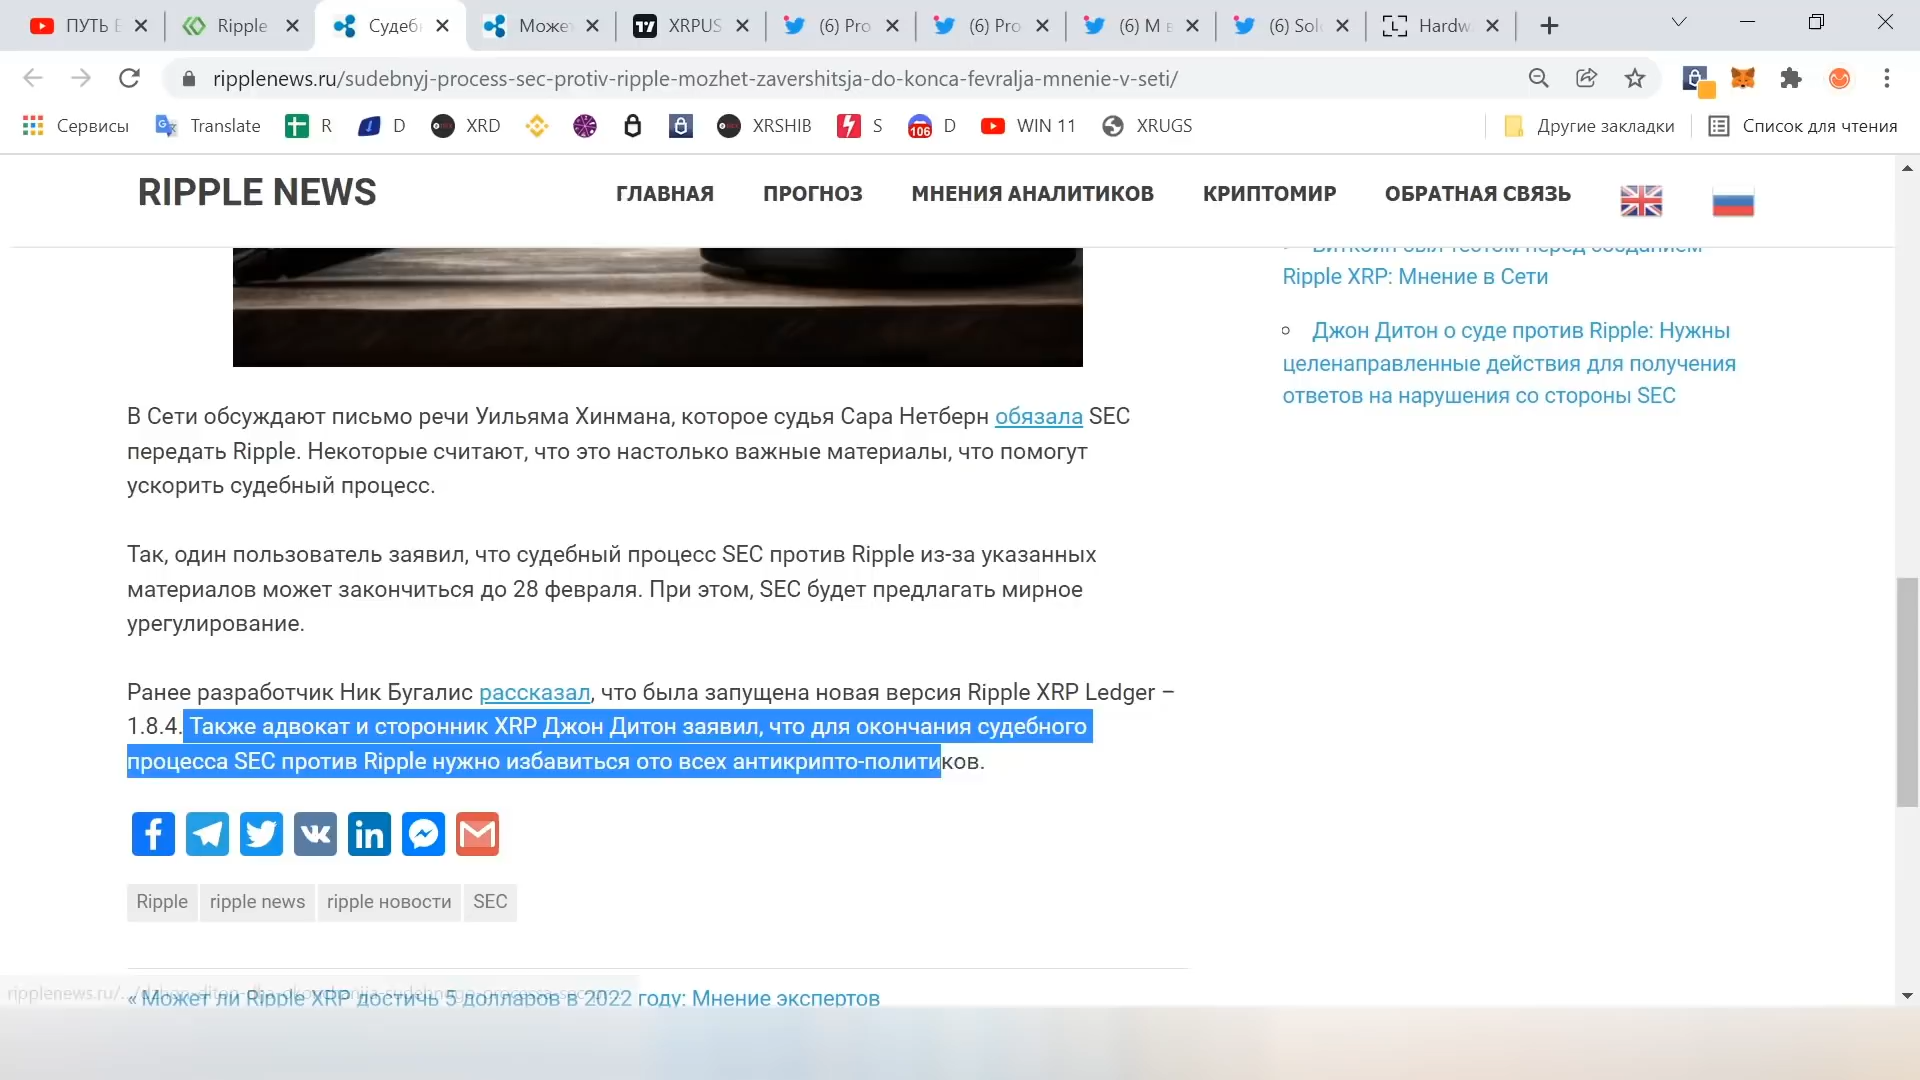 ПУТЬ Е
Ripple
Судеб
Може
XRPUS
(6) Pro
(6) Pro
(6) М в
(6) Sol
Hardw
ripplenews.ru/sudebnyj-process-sec-protiv-ripple-mozhet-zavershitsja-do-konca-fevralja-mnenie-v-seti/
Сервисы
Translate
R
D
XRD
XRSHIB
S
106
D
WIN 11
XRUGS
Другие закладки
Список для чтения
RIPPLE NEWS
ГЛАВНАЯ
ПРОГНОЗ
МНЕНИЯ АНАЛИТИКОВ
КРИПТОМИР
ОБРАТНАЯ СВЯЗЬ
Биткоин был тестом перед созданием
Ripple XRP: Мнение в Сети
Джон Дитон о суде против Ripple: Нужны
целенаправленные действия для получения
ответов на нарушения со стороны SEC
В Сети обсуждают письмо речи Уильяма Хинмана, которое судья Сара Нетберн обязала SEC
передать Ripple. Некоторые считают, что это настолько важные материалы, что помогут
ускорить судебный процесс.
Так, один пользователь заявил, что судебный процесс SEC против Ripple из-за указанных
материалов может закончиться до 28 февраля. При этом, SEC будет предлагать мирное
урегулирование.
Ранее разработчик Ник Бугалис рассказал, что была запущена новая версия Ripple XRP Ledger –
1.8.4. Также адвокат и сторонник XRP Джон Дитон заявил, что для окончания судебного
процесса SEC против Ripple нужно избавиться ото всех антикрипто-политиков.
Ripple
ripple news
ripple новости
SEC
« Может ли Ripple XRP достичь 5 долларов в 2022 году: Мнение экспертов